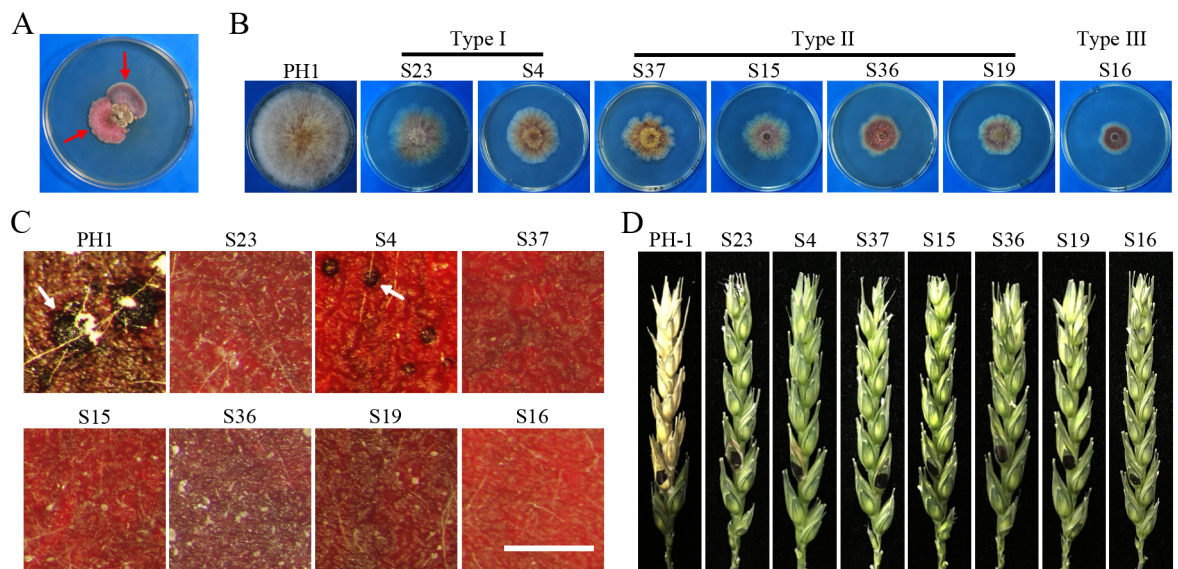 A
B
Type I
Type II
Type III
PH1
S23
S4
S37
S15
S36
S19
S16
C
PH1
S23
S4
S37
S15
S36
S19
S16
D
PH-1
S23
S4
S37
S15
S36
S19
S16